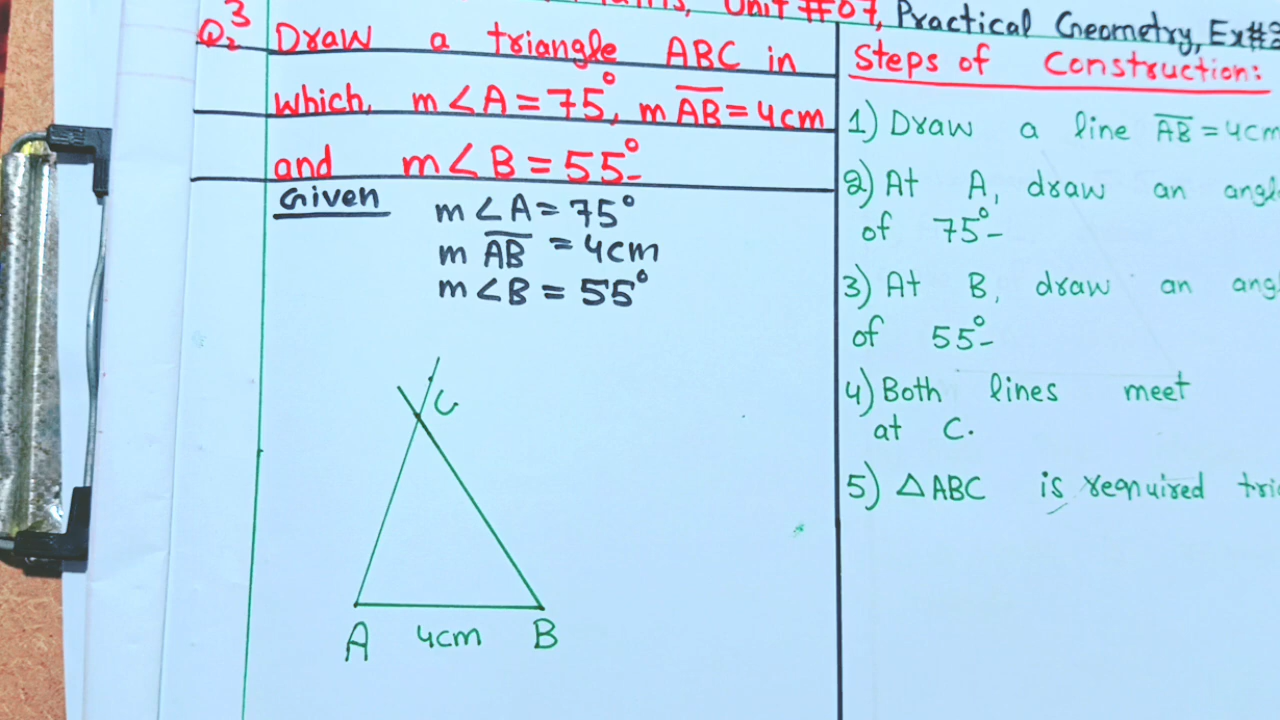 Unit #07, Practical Geometry, Ex#
Q3 Draw a triangle ABC in
which, m∠A = 75°, m AB = 4cm
and m∠B = 55°
Given
m∠A = 75°
m AB = 4cm
m∠B = 55°
C
A 4cm B
Steps of Construction:
1) Draw a line AB = 4cm
2) At A, draw an
of 75°
3) At B, draw an
of 55°
4) Both lines meet
at C.
5) △ABC is required